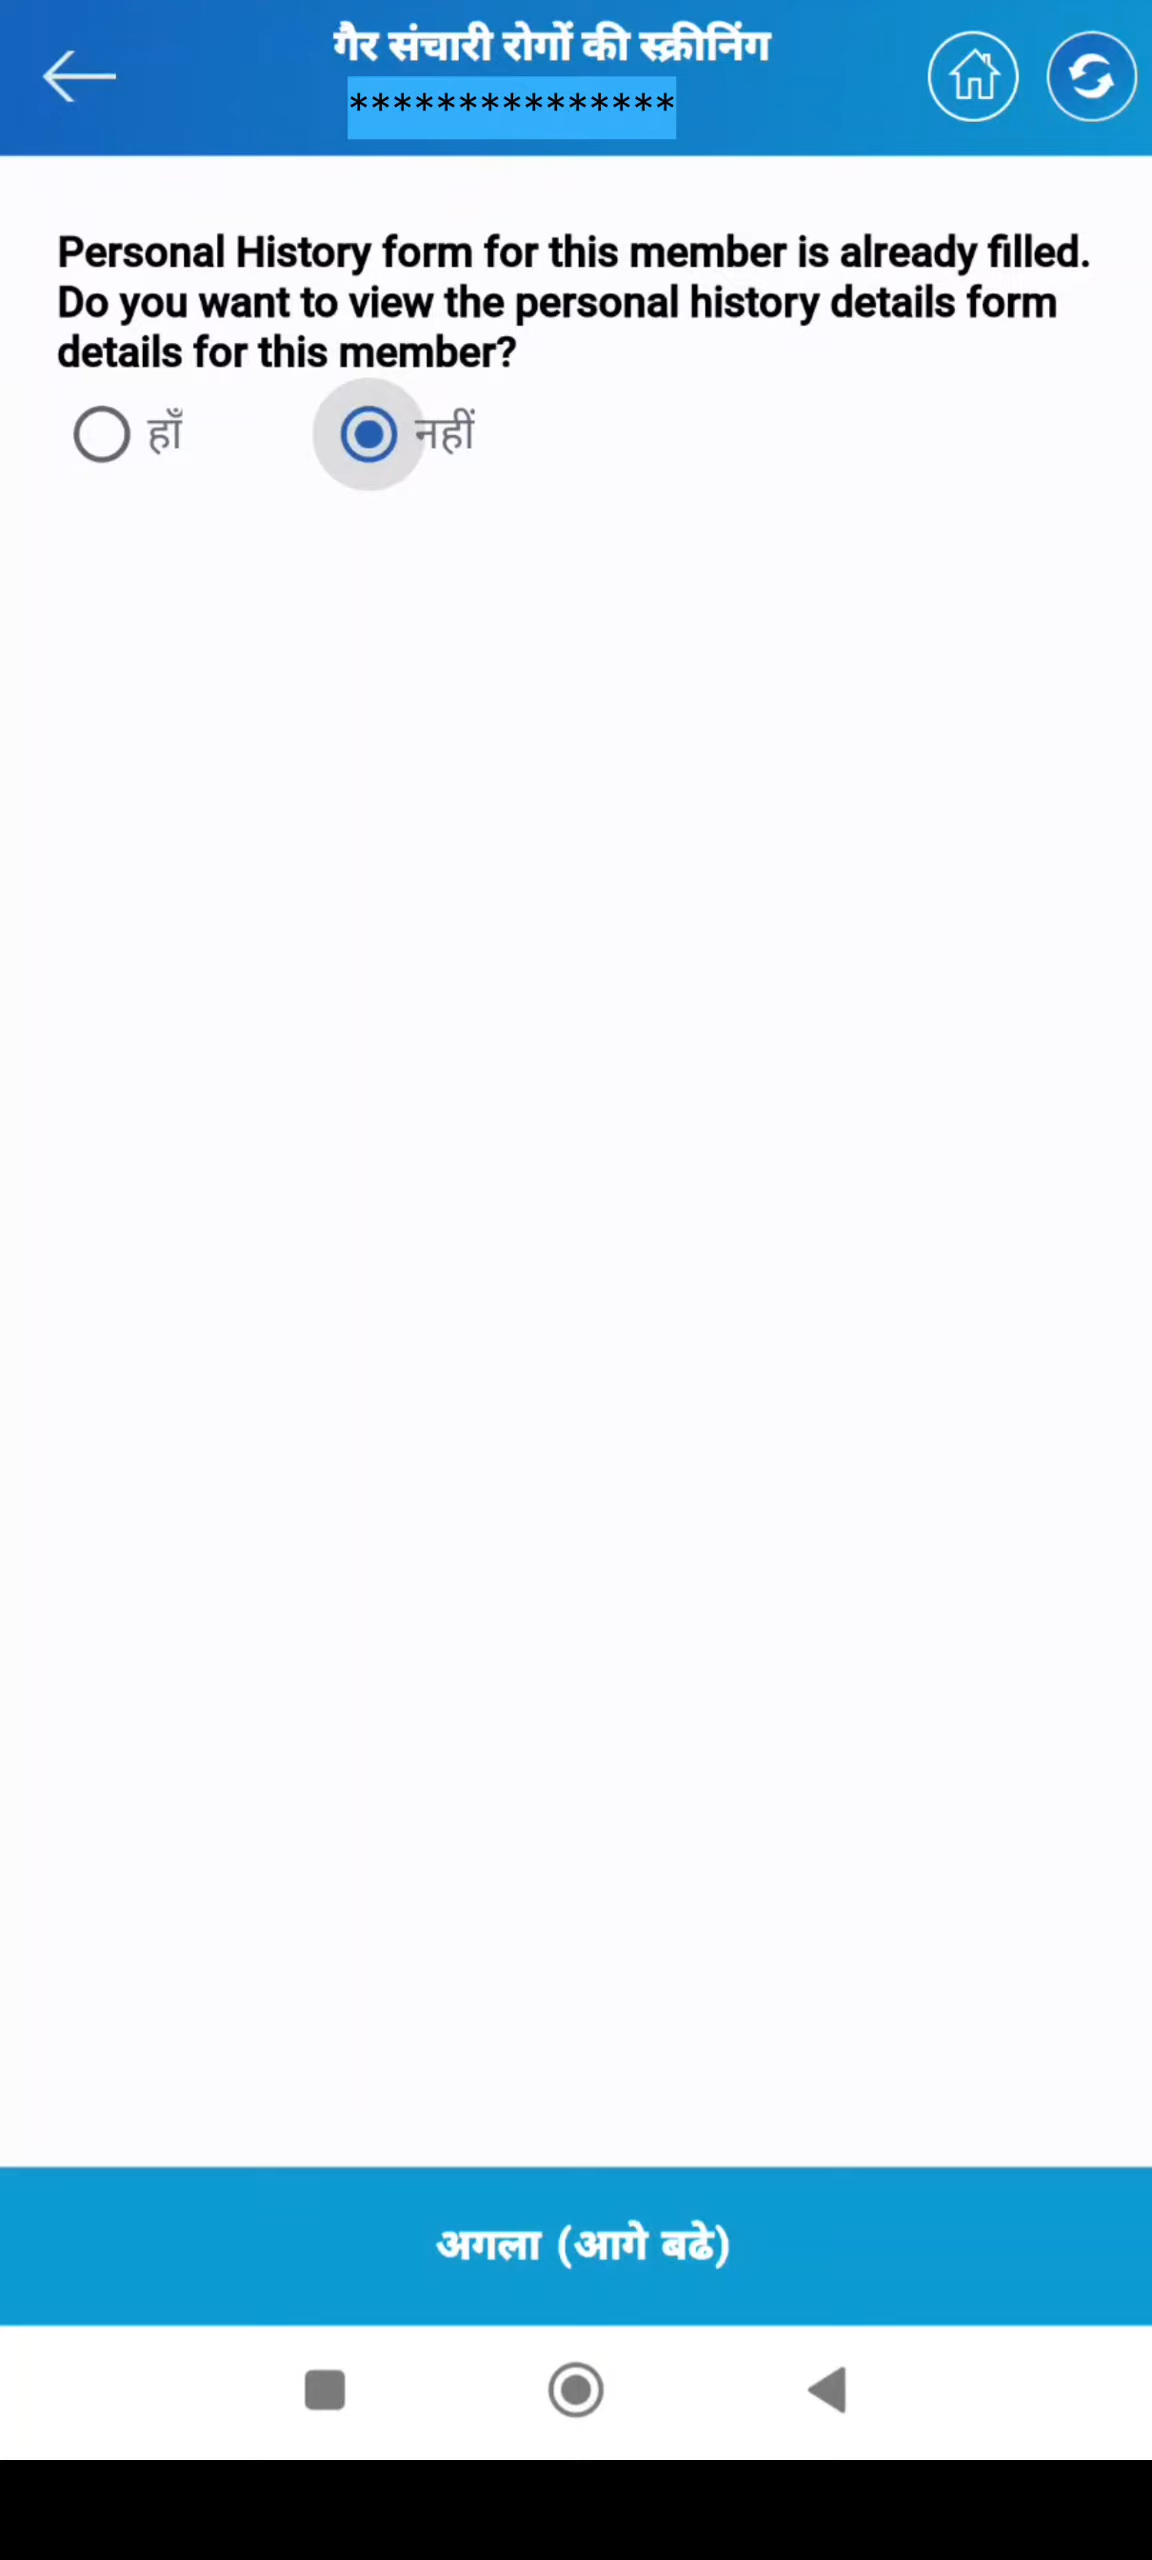 गैर संचारी रोगों की स्क्रीनिंग
***************
Personal History form for this member is already filled.
Do you want to view the personal history details form
details for this member?
हाँ नहीं
अगला (आगे बढे)